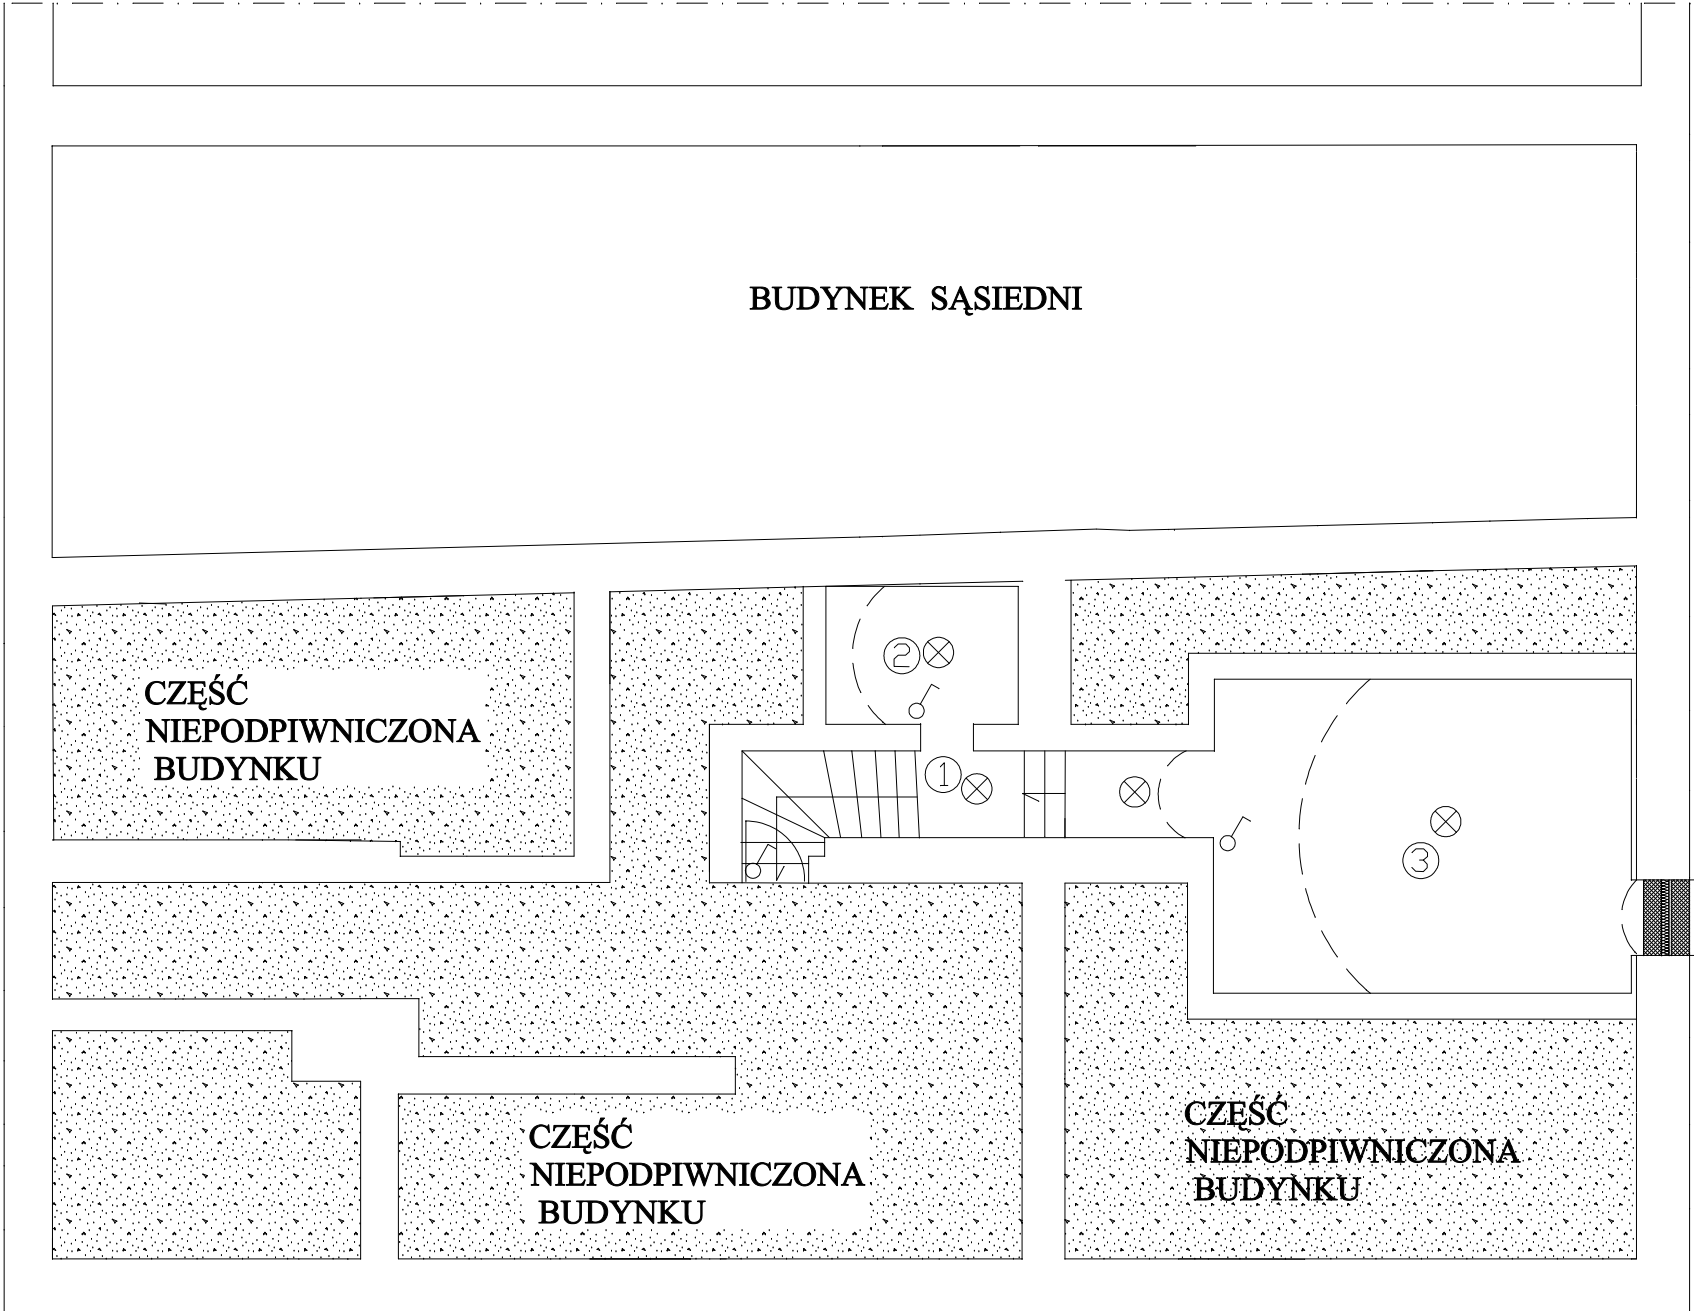 BUDYNEK SĄSIEDNI
2
CZĘŚĆ
NIEPODPIWNICZONA
BUDYNKU
1
3
CZĘŚĆ
NIEPODPIWNICZONA
BUDYNKU
CZĘŚĆ
NIEPODPIWNICZONA
BUDYNKU